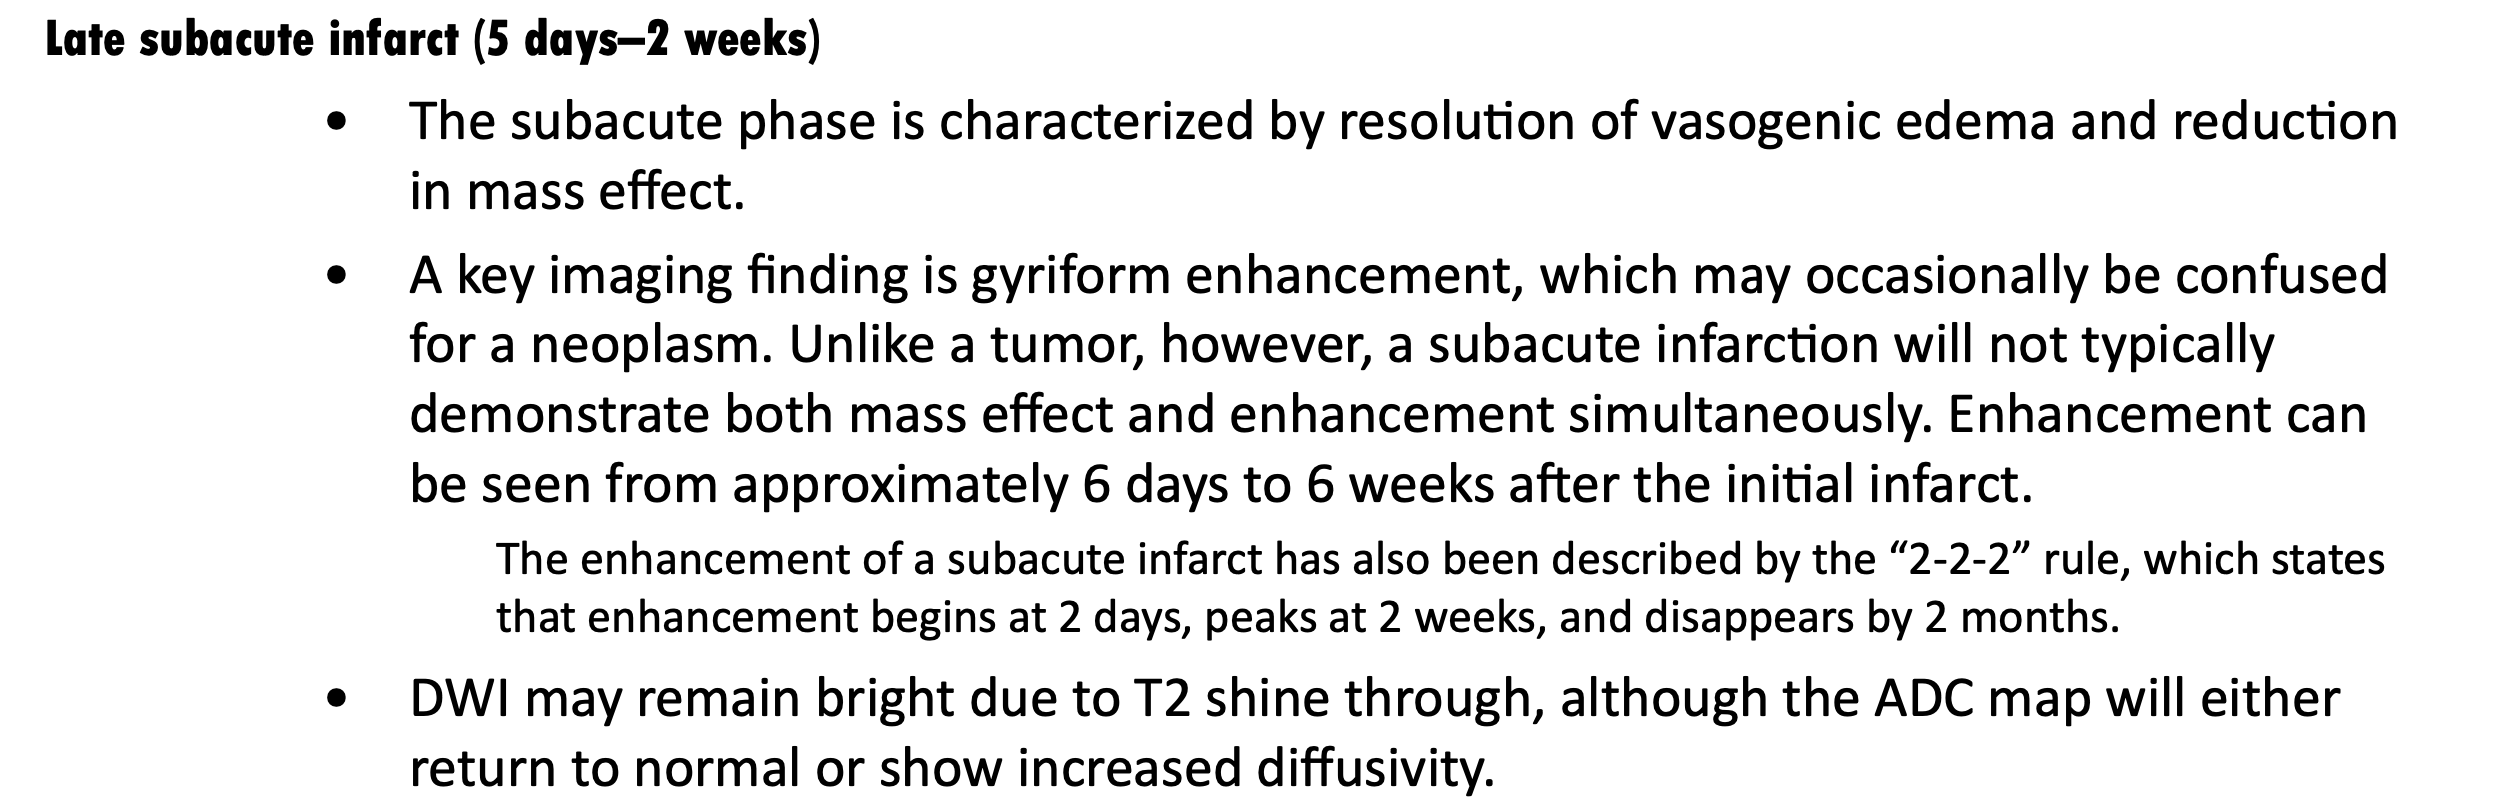 Late subacute infarct (5 days—2 weeks)
• The subacute phase is characterized by resolution of vasogenic edema and reduction
in mass effect.
• A key imaging finding is gyriform enhancement, which may occasionally be confused
for a neoplasm. Unlike a tumor, however, a subacute infarction will not typically
demonstrate both mass effect and enhancement simultaneously. Enhancement can
be seen from approximately 6 days to 6 weeks after the initial infarct.
The enhancement of a subacute infarct has also been described by the “2-2-2” rule, which states
that enhancement begins at 2 days, peaks at 2 weeks, and disappears by 2 months.
• DWI may remain bright due to T2 shine through, although the ADC map will either
return to normal or show increased diffusivity.